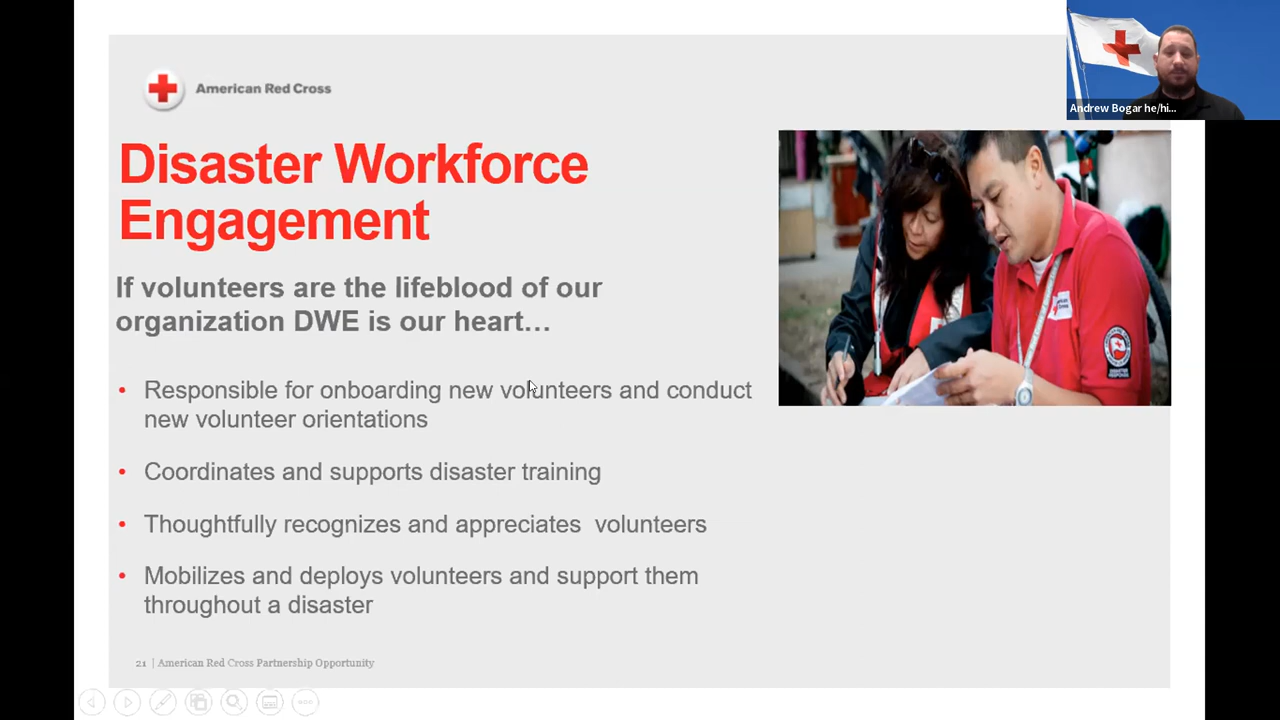 American Red Cross
Andrew Bogar he/hi...
Disaster Workforce
Engagement
If volunteers are the lifeblood of our
organization DWE is our heart…
• Responsible for onboarding new volunteers and conduct
new volunteer orientations
• Coordinates and supports disaster training
• Thoughtfully recognizes and appreciates  volunteers
• Mobilizes and deploys volunteers and support them
throughout a disaster
21 | American Red Cross Partnership Opportunity